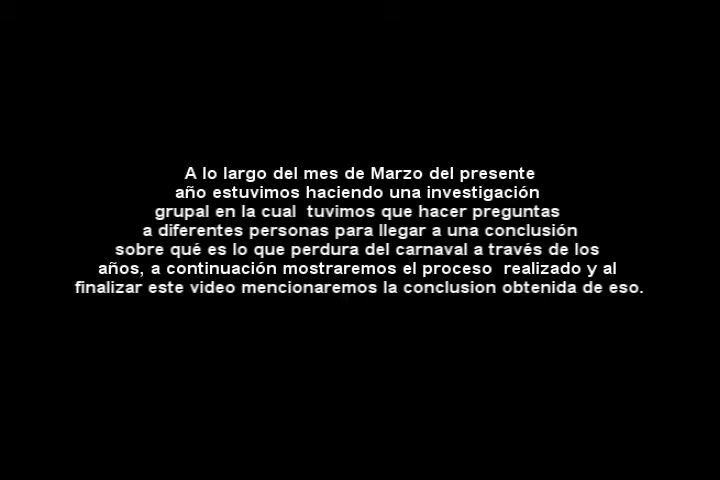 A lo largo del mes de Marzo del presente
año estuvimos haciendo una investigación
grupal en la cual tuvimos que hacer preguntas
a diferentes personas para llegar a una conclusión
sobre qué es lo que perdura del carnaval a través de los
años, a continuación mostraremos el proceso realizado y al
finalizar este video mencionaremos la conclusion obtenida de eso.